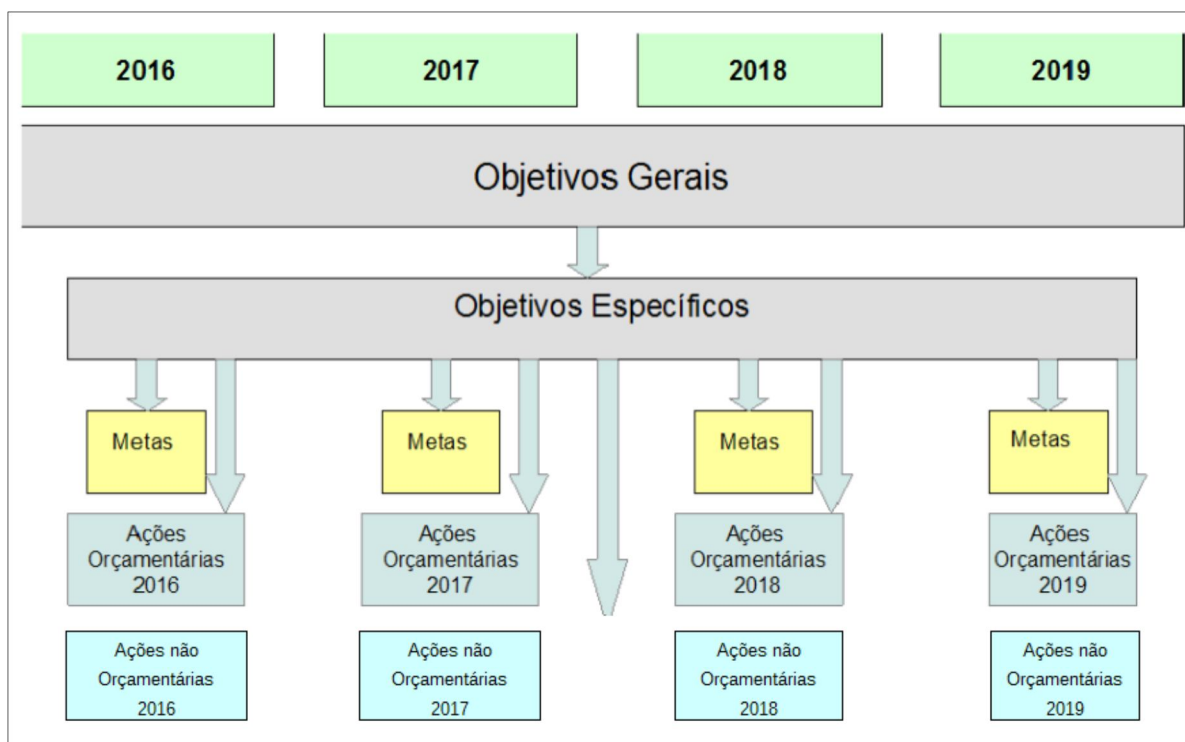 2016
2017
2018
2019
Objetivos Gerais
Objetivos Específicos
Metas
Metas
Metas
Metas
Ações
Orçamentárias
2016
Ações
Orçamentárias
2017
Ações
Orçamentárias
2018
Ações
Orçamentárias
2019
Ações não
Orçamentárias
2016
Ações não
Orçamentárias
2017
Ações não
Orçamentárias
2018
Ações não
Orçamentárias
2019